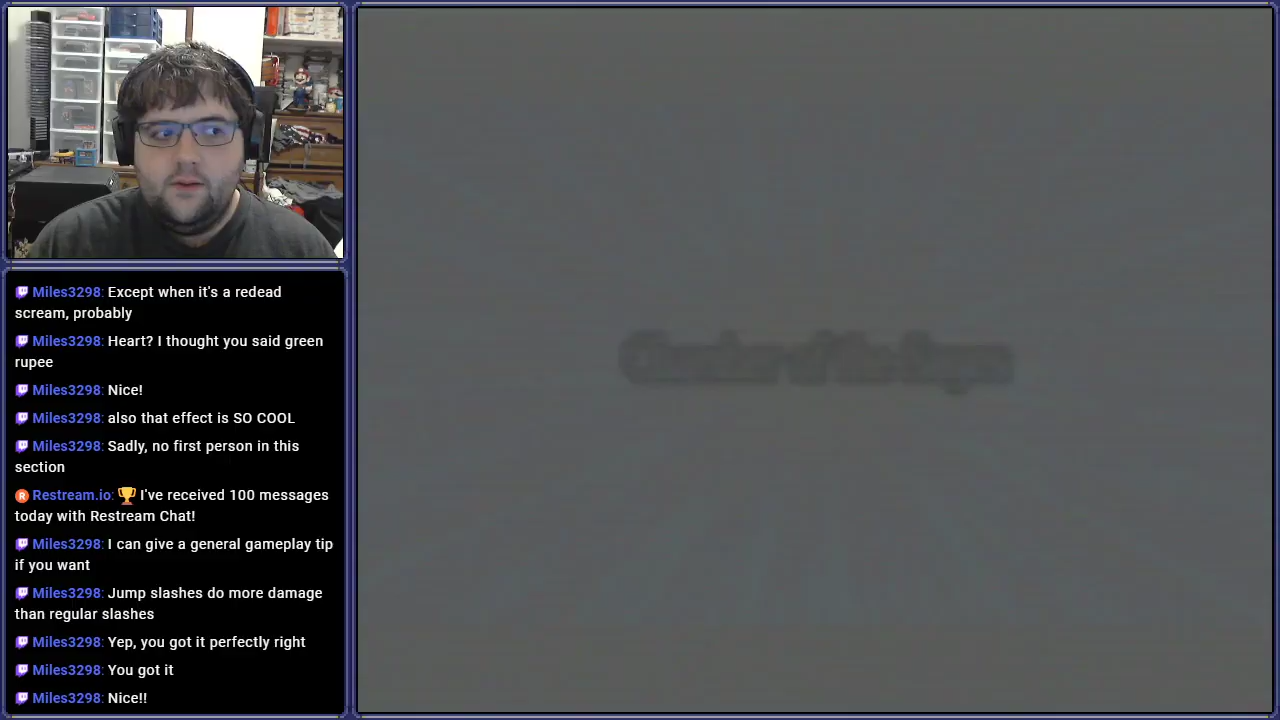 Miles3298: Except when it's a redead
scream, probably
Miles3298: Heart? I thought you said green
rupee
Miles3298: Nice!
Miles3298: also that effect is SO COOL
Miles3298: Sadly, no first person in this
section
Restream.io: 🏆 I've received 100 messages
today with Restream Chat!
Miles3298: I can give a general gameplay tip
if you want
Miles3298: Jump slashes do more damage
than regular slashes
Miles3298: Yep, you got it perfectly right
Miles3298: You got it
Miles3298: Nice!!